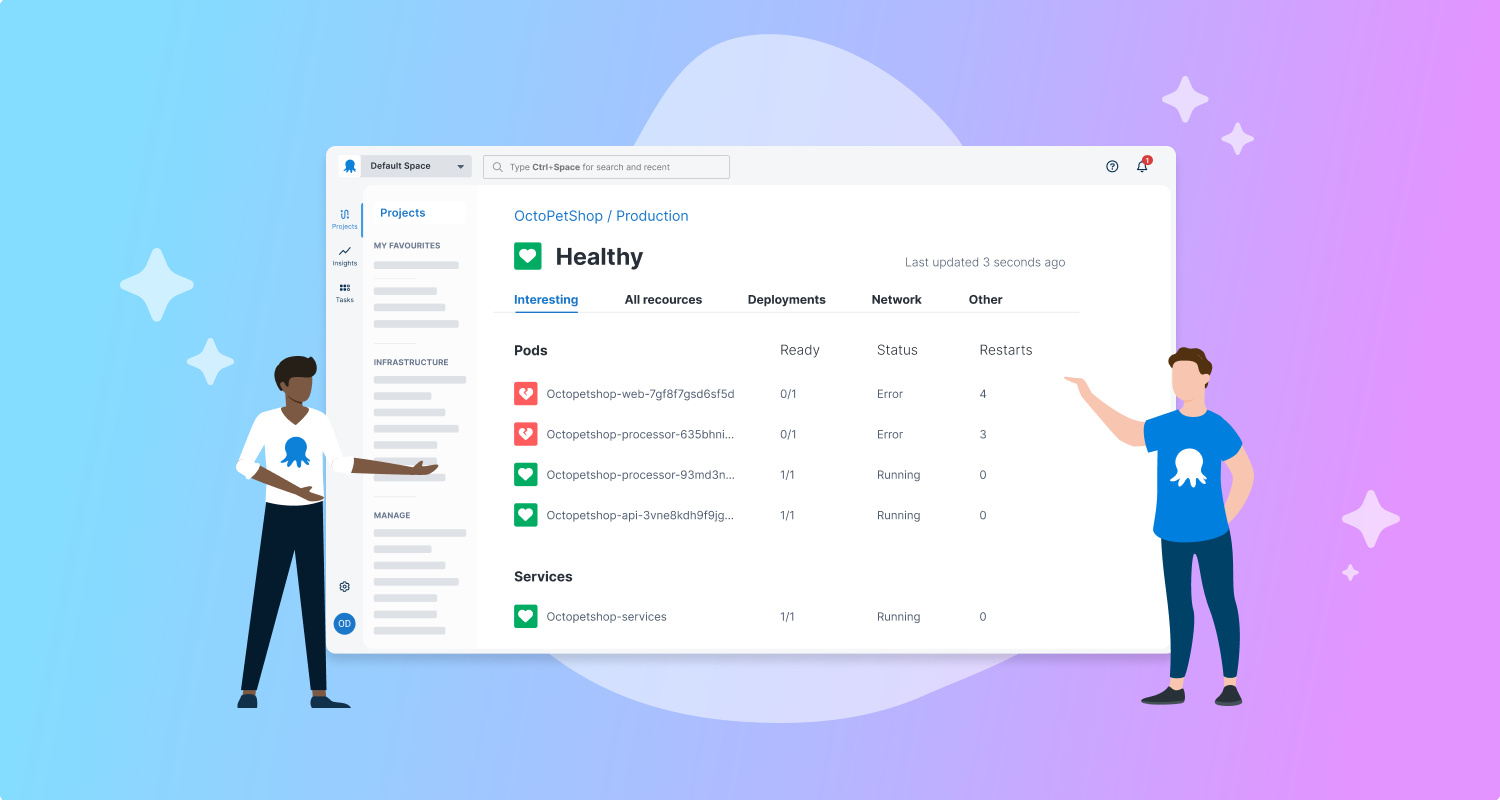 Default Space
Type Ctrl+Space for search and recent
1
Projects
Insights
Tasks
OD
Projects
MY FAVOURITES
INFRASTRUCTURE
MANAGE
OctoPetShop / Production
Healthy
Last updated 3 seconds ago
Interesting All recources Deployments Network Other
Pods Ready Status Restarts
Octopetshop-web-7gf8f7gsd6sf5d 0/1 Error 4
Octopetshop-processor-635bhni... 0/1 Error 3
Octopetshop-processor-93md3n... 1/1 Running 0
Octopetshop-api-3vne8kdh9f9jg... 1/1 Running 0
Services
Octopetshop-services 1/1 Running 0